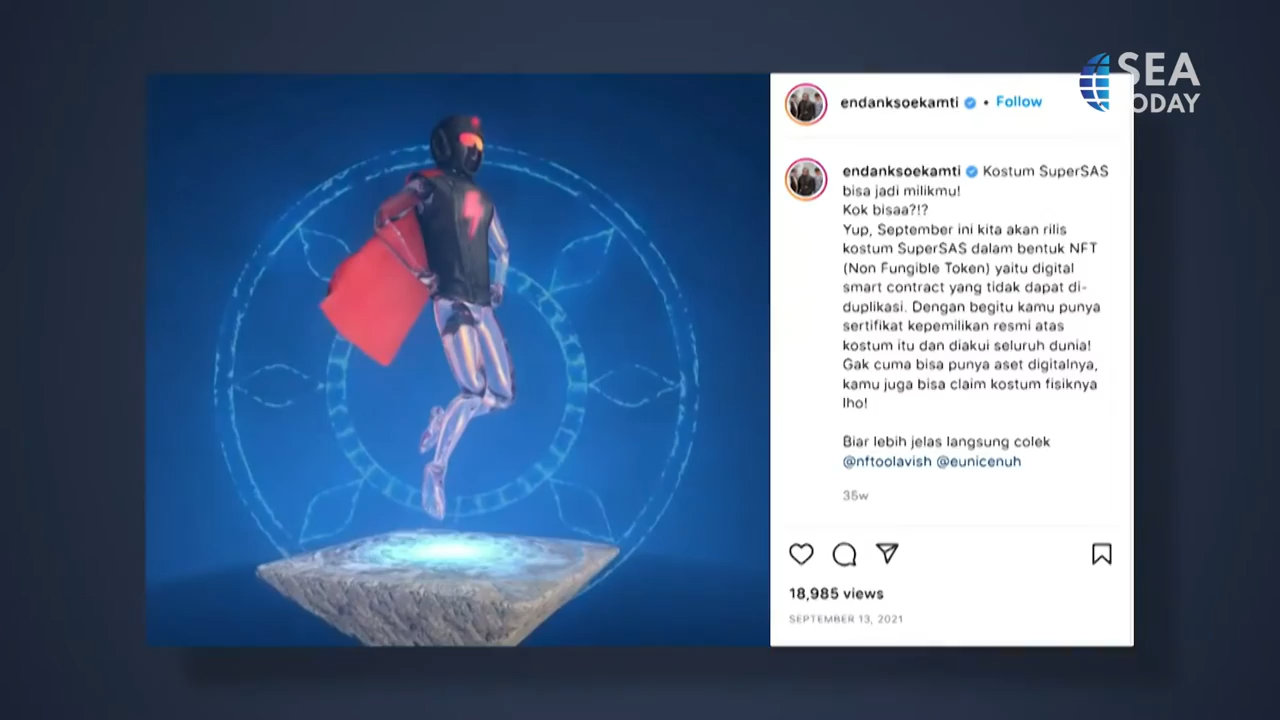 SEA
TODAY
endanksoekamti • Follow
endanksoekamti Kostum SuperSAS
bisa jadi milikmu!
Kok bisaa?!?
Yup, September ini kita akan rilis
kostum SuperSAS dalam bentuk NFT
(Non Fungible Token) yaitu digital
smart contract yang tidak dapat di-
duplikasi. Dengan begitu kamu punya
sertifikat kepemilikan resmi atas
kostum itu dan diakui seluruh dunia!
Gak cuma bisa punya aset digitalnya,
kamu juga bisa claim kostum fisiknya
lho!
Biar lebih jelas langsung colek
@nftoolavish @eunicenuh
35w
18,985 views
SEPTEMBER 13, 2021